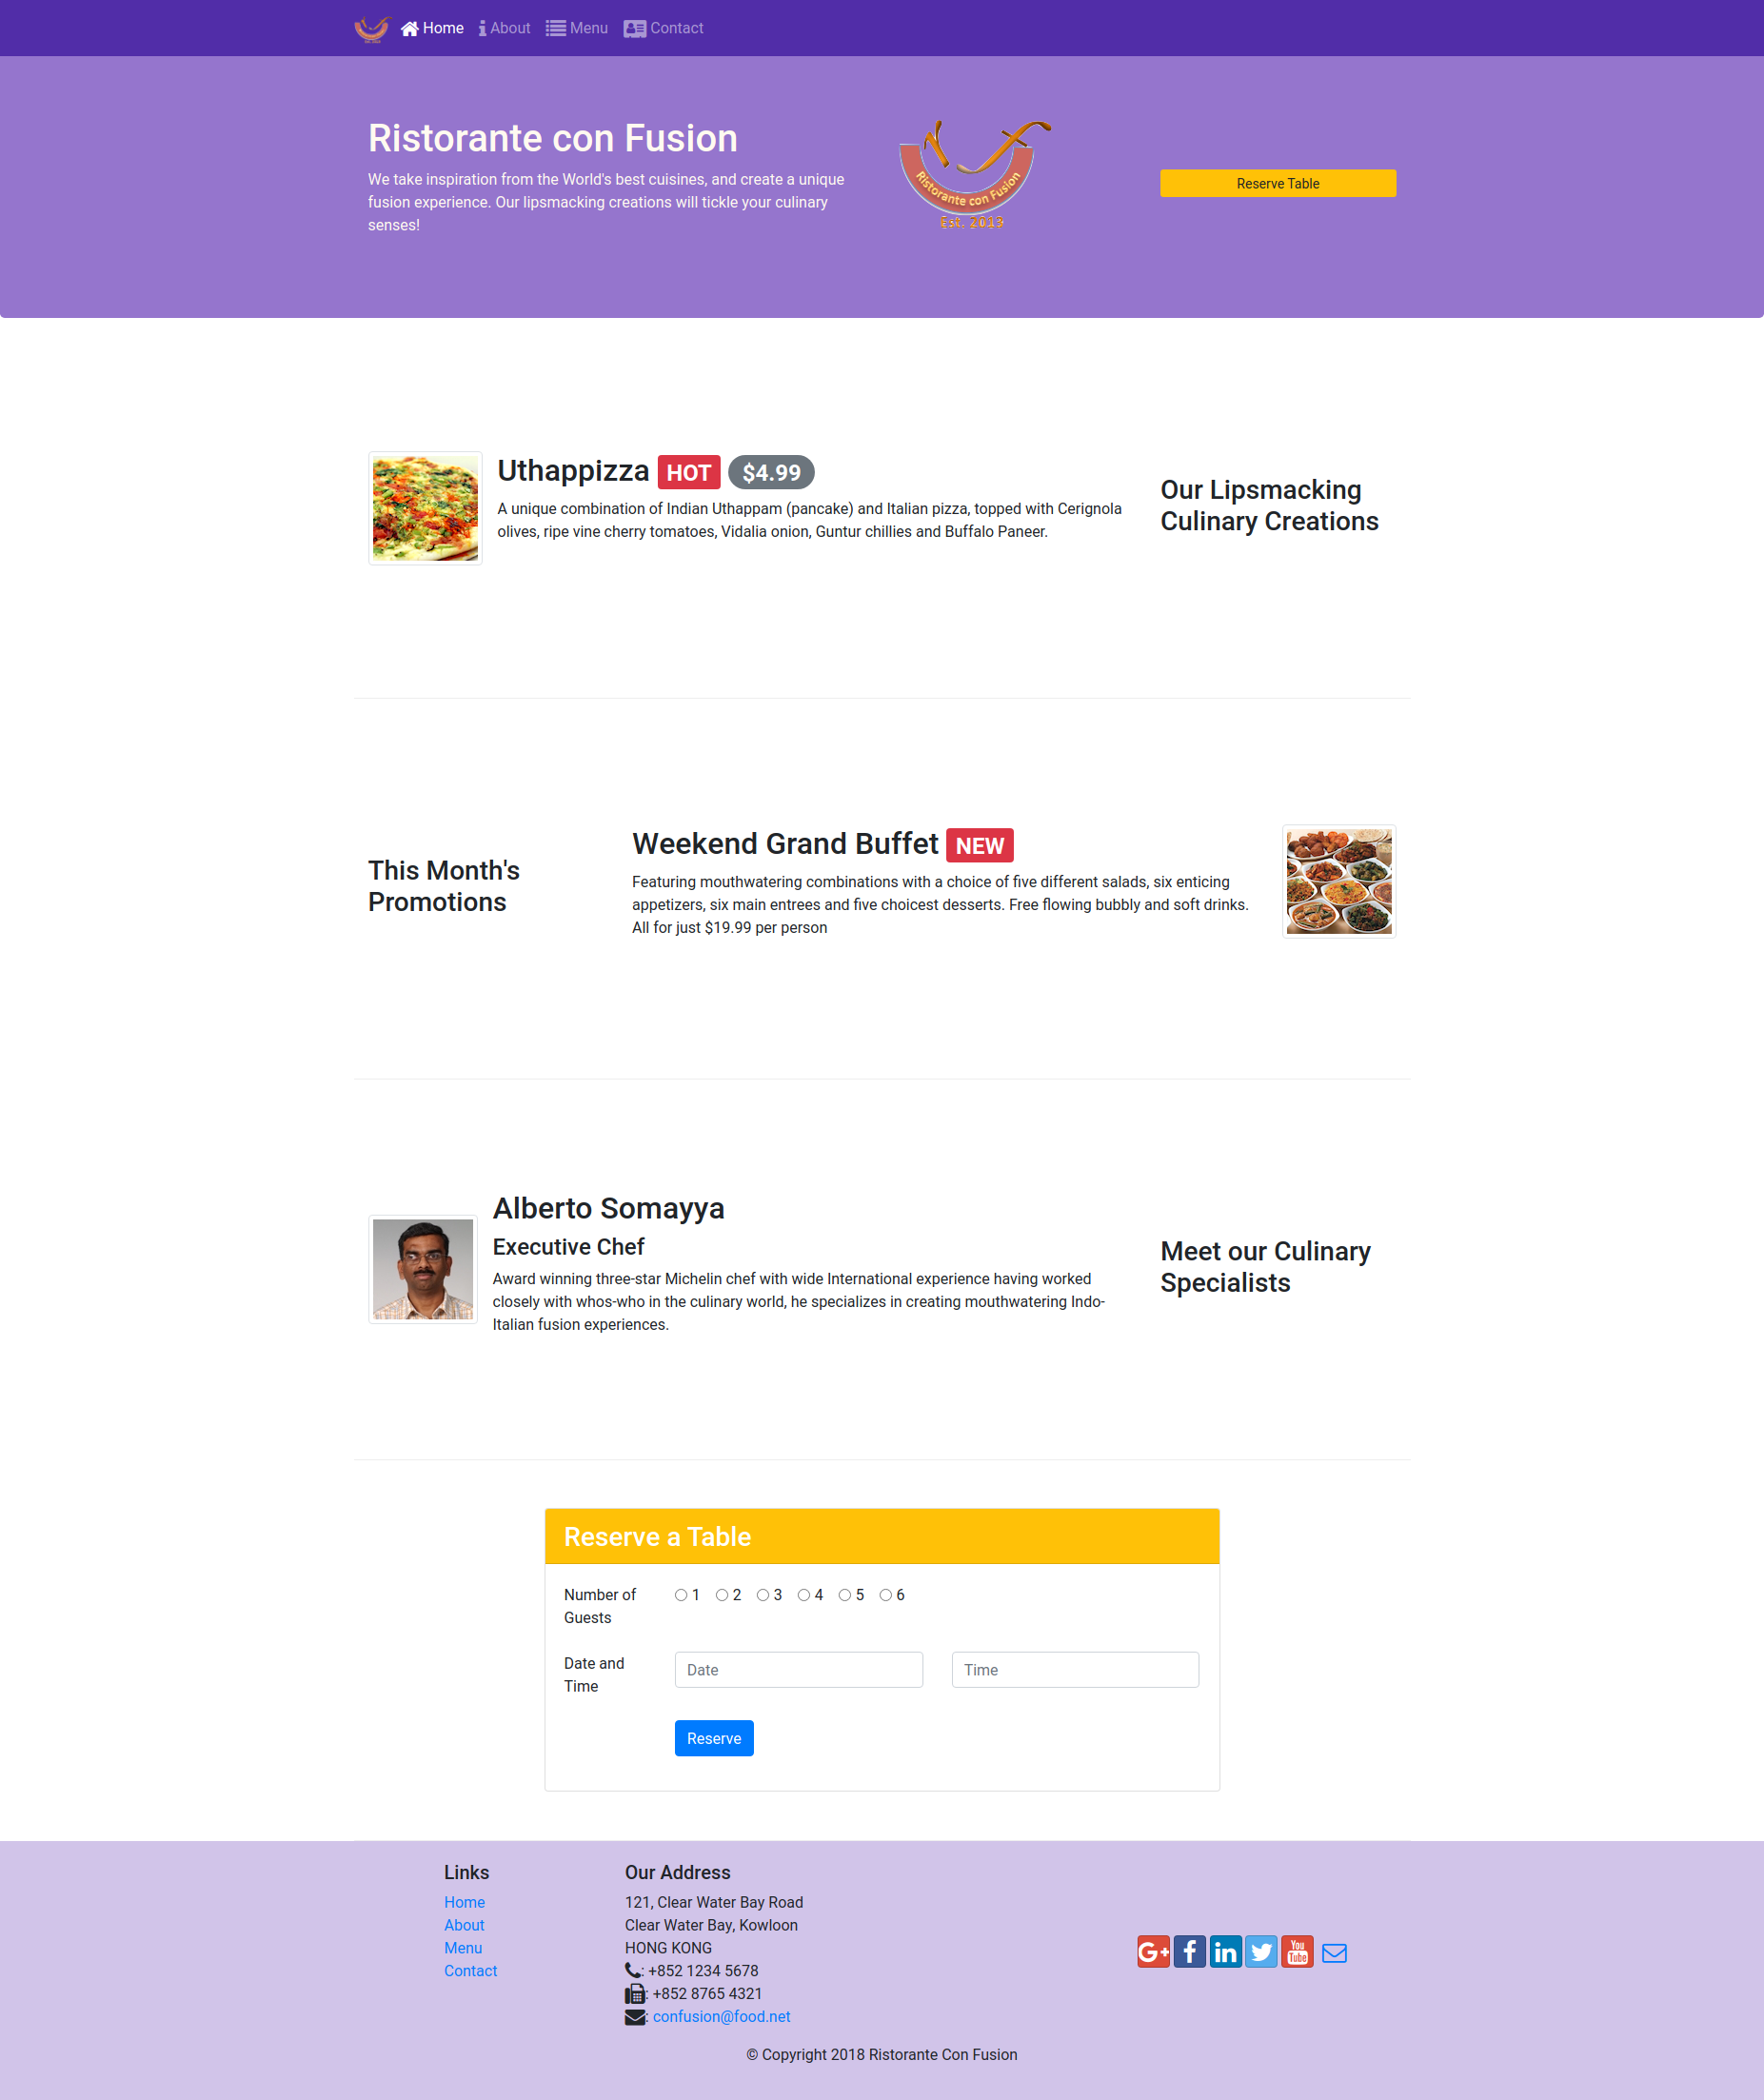 Home About Menu Contact
Ristorante con Fusion
We take inspiration from the World's best cuisines, and create a unique
fusion experience. Our lipsmacking creations will tickle your culinary
senses!
Ristorante con Fusion
Est. 2019
Reserve Table
Uthappizza HOT $4.99
A unique combination of Indian Uthappam (pancake) and Italian pizza, topped with Cerignola
olives, ripe vine cherry tomatoes, Vidalia onion, Guntur chillies and Buffalo Paneer.
Our Lipsmacking
Culinary Creations
This Month's
Promotions
Weekend Grand Buffet NEW
Featuring mouthwatering combinations with a choice of five different salads, six enticing
appetizers, six main entrees and five choicest desserts. Free flowing bubbly and soft drinks.
All for just $19.99 per person
Alberto Somayya
Executive Chef
Award winning three-star Michelin chef with wide International experience having worked
closely with whos-who in the culinary world, he specializes in creating mouthwatering Indo-
Italian fusion experiences.
Meet our Culinary
Specialists
Reserve a Table
Number of
Guests
1 2 3 4 5 6
Date and
Time
Date
Time
Reserve
Links
Home
About
Menu
Contact
Our Address
121, Clear Water Bay Road
Clear Water Bay, Kowloon
HONG KONG
: +852 1234 5678
: +852 8765 4321
: confusion@food.net
G+ f in You Tube
© Copyright 2018 Ristorante Con Fusion